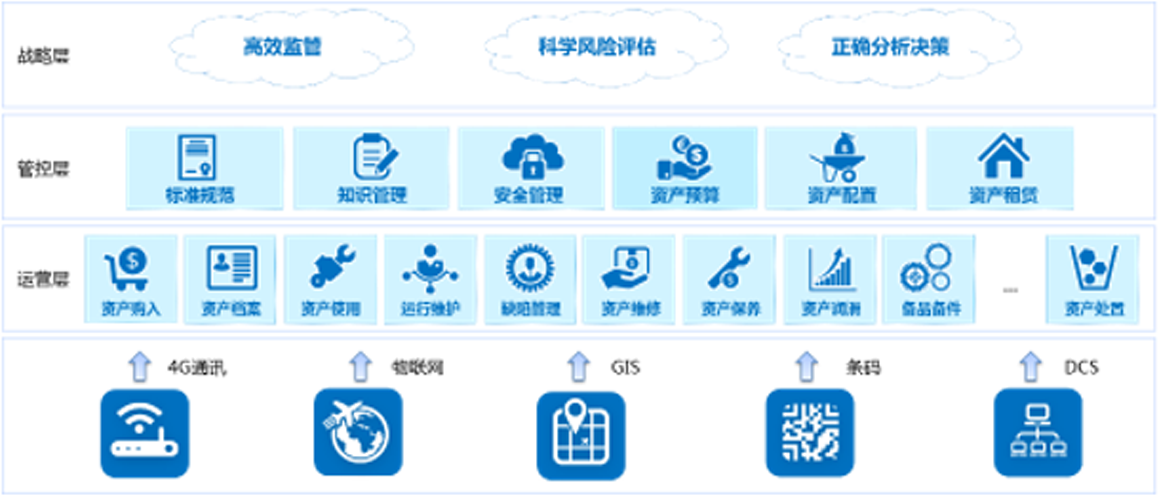 战略层
高效监管
科学风险评估
正确分析决策
管控层
标准规范
知识管理
安全管理
资产预算
资产配置
资产租赁
运营层
资产购入
资产档案
资产使用
运行维护
缺陷管理
资产维修
资产保养
资产润滑
备品备件
...
资产处置
4G通讯
物联网
GIS
条码
DCS